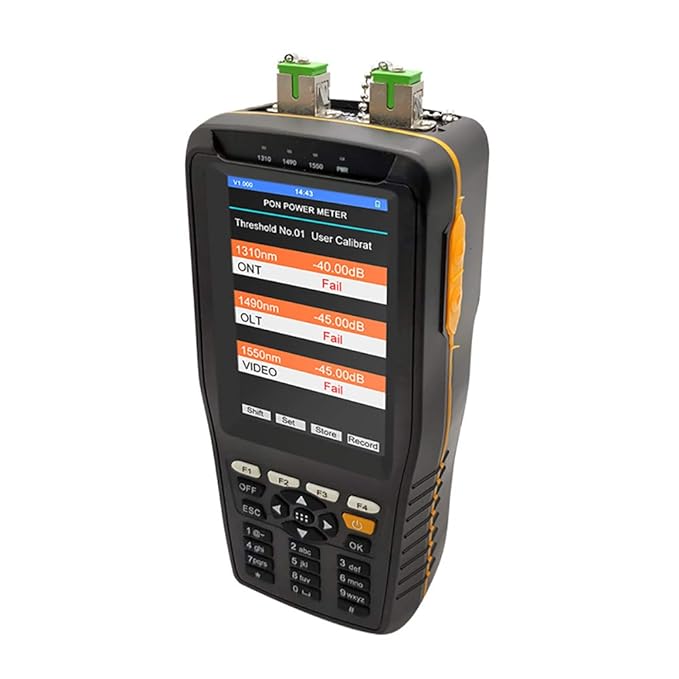 1310 1490 1550 PWR
V1.000 14:43
PON POWER METER
Threshold No.01 User Calibrat
1310nm -40.00dB
ONT Fail
1490nm -45.00dB
OLT Fail
1550nm -45.00dB
VIDEO Fail
Shift Set Store Record
F1 F2 F3 F4
OFF
ESC OK
1 @~ 2 abc 3 def
4 ghi 5 jkl 6 mno
7pqrs 8 tuv 9wxyz
* 0 ⌴ #